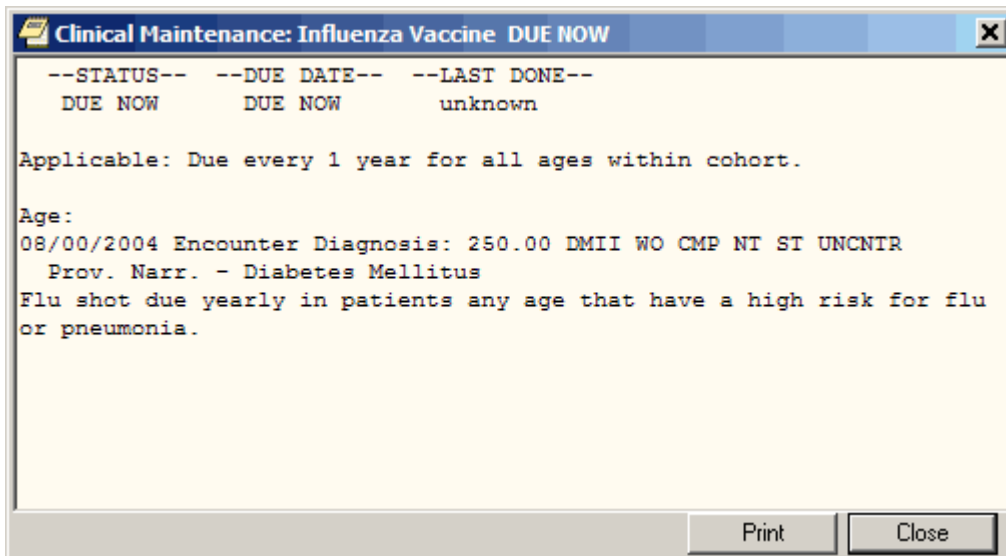 Clinical Maintenance: Influenza Vaccine DUE NOW
--STATUS-- --DUE DATE-- --LAST DONE--
DUE NOW DUE NOW unknown
Applicable: Due every 1 year for all ages within cohort.
Age:
08/00/2004 Encounter Diagnosis: 250.00 DMII WO CMP NT ST UNCNTR
Prov. Narr. - Diabetes Mellitus
Flu shot due yearly in patients any age that have a high risk for flu
or pneumonia.
Print Close